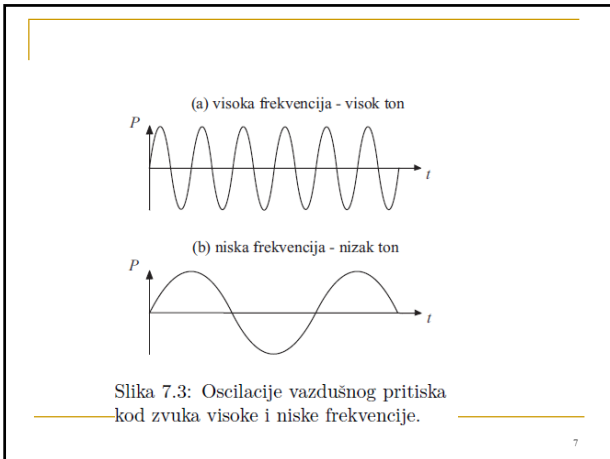 (a) visoka frekvencija - visok ton
P
t
(b) niska frekvencija - nizak ton
P
t
Slika 7.3: Oscilacije vazdušnog pritiska
kod zvuka visoke i niske frekvencije.
7